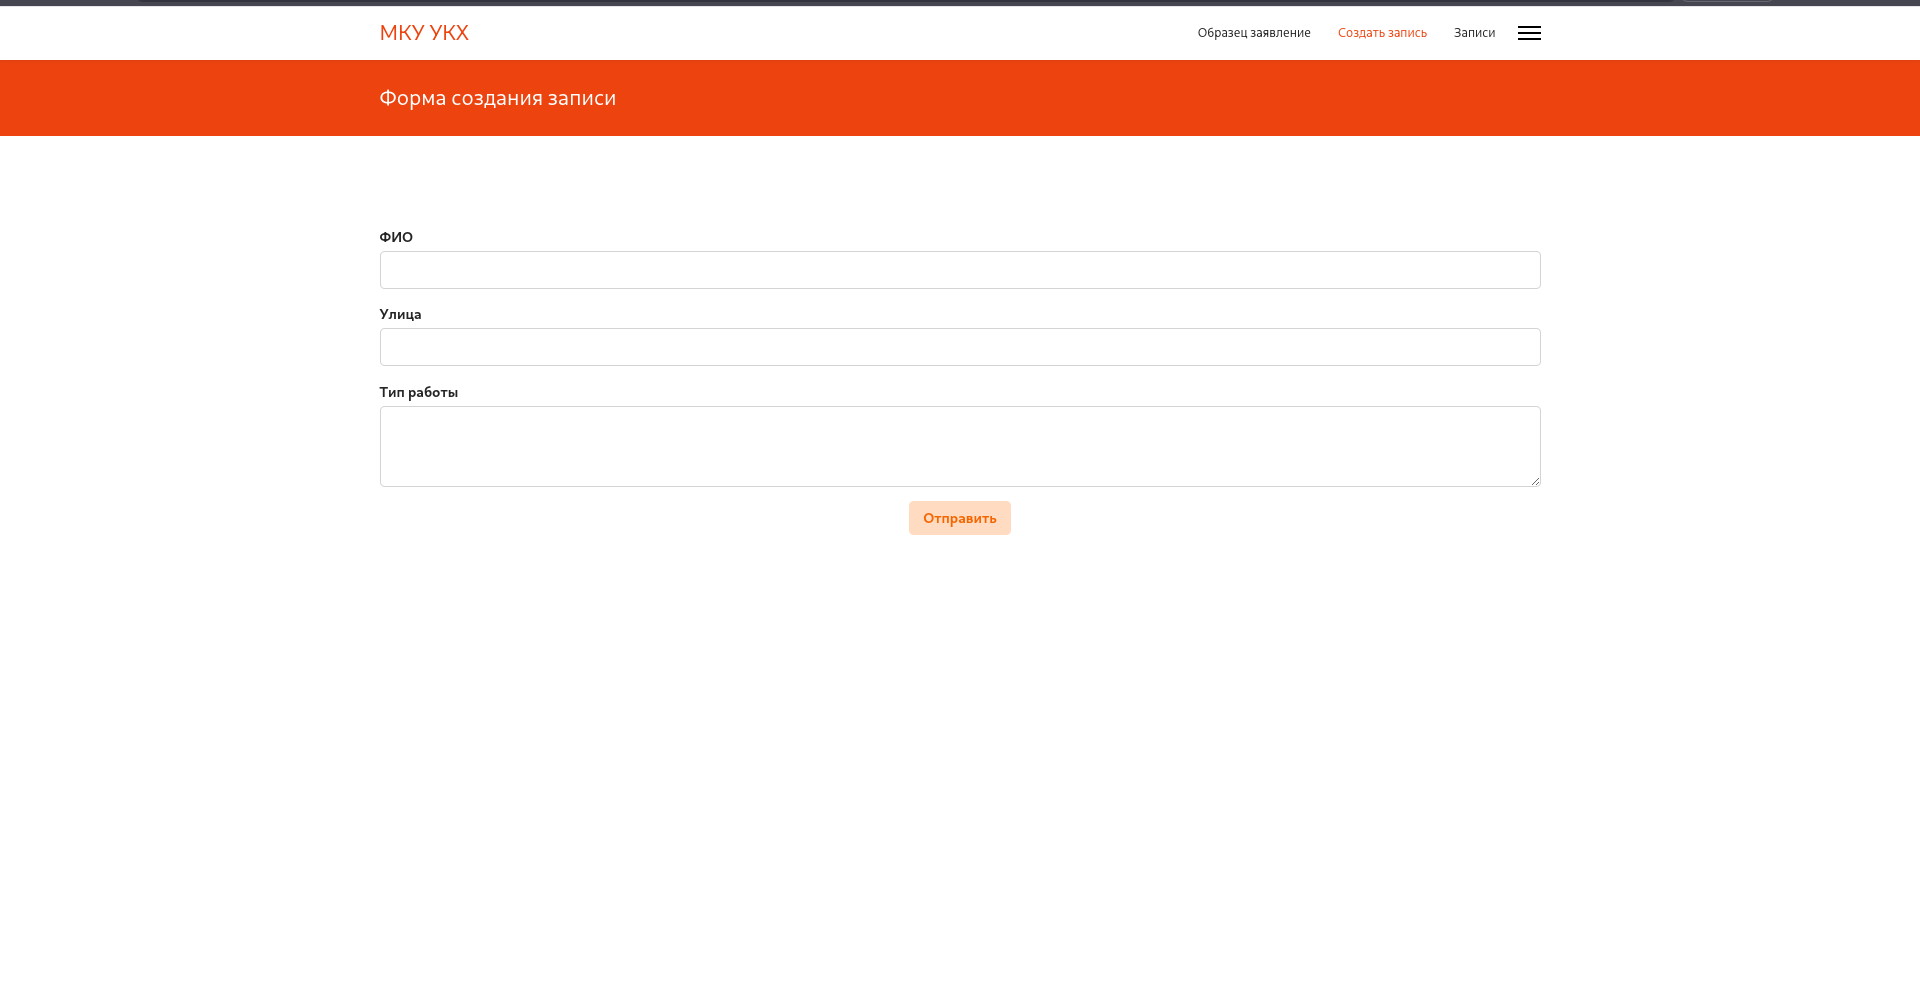 МКУ УКХ
Образец заявление
Создать запись
Записи
Форма создания записи
ФИО
Улица
Тип работы
Отправить